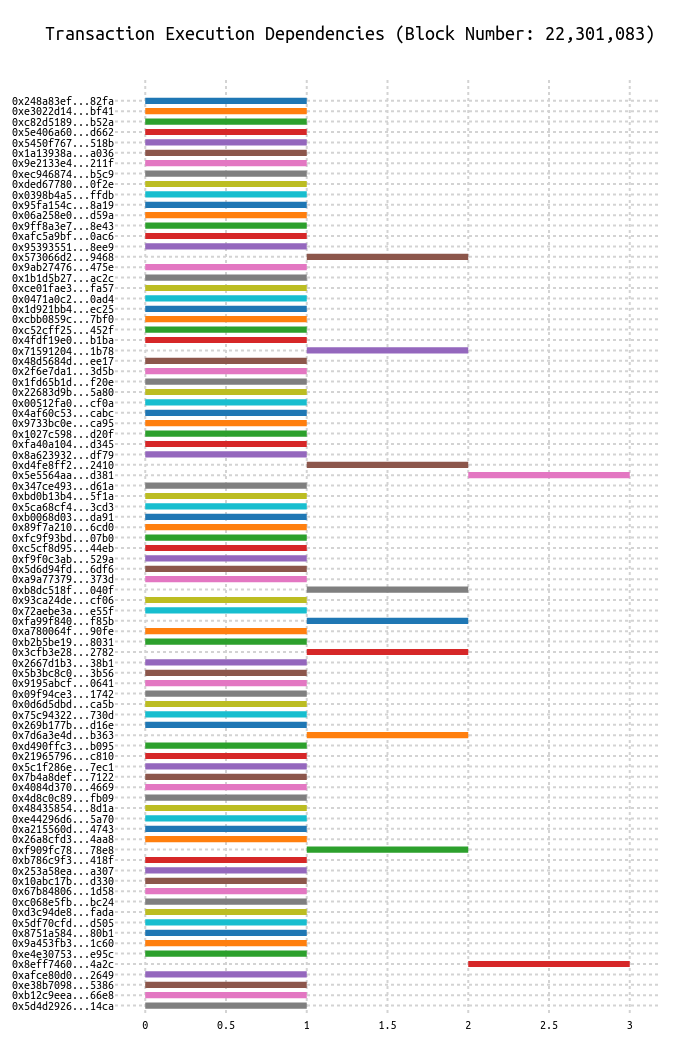 Transaction Execution Dependencies (Block Number: 22,301,083)
0x248a83ef...82fa
0xe3022d14...bf41
0xc82d5189...b52a
0x5e406a60...d662
0x5450f767...518b
0x1a13938a...a036
0x9e2133e4...211f
0xec946874...b5c9
0xded67780...0f2e
0x0398b4a5...ffdb
0x95fa154c...8a19
0x06a258e0...d59a
0x9ff8a3e7...8e43
0xafc5a9bf...0ac6
0x95393551...8ee9
0x573066d2...9468
0x9ab27476...475e
0x1b1d5b27...ac2c
0xce01fae3...fa57
0x0471a0c2...0ad4
0x1d921bb4...ec25
0xcbb0859c...7bf0
0xc52cff25...452f
0x4fdf19e0...b1ba
0x71591204...1b78
0x48d5684d...ee17
0x2f6e7da1...3d5b
0x1fd65b1d...f20e
0x22683d9b...5a80
0x00512fa0...cf0a
0x4af60c53...cabc
0x9733bc0e...ca95
0x1027c598...d20f
0xfa40a104...d345
0x8a623932...df79
0xd4fe8ff2...2410
0x5e5564aa...d381
0x347ce493...d61a
0xbd0b13b4...5f1a
0x5ca68cf4...3cd3
0xb0068d03...da91
0x89f7a210...6cd0
0xfc9f93bd...07b0
0xc5cf8d95...44eb
0xf9f0c3ab...529a
0x5d6d94fd...6df6
0xa9a77379...373d
0xb8dc518f...040f
0x93ca24de...cf06
0x72aebe3a...e55f
0xfa99f840...f85b
0xa780064f...90fe
0xb2b5be19...8031
0x3cfb3e28...2782
0x2667d1b3...38b1
0x5b3bc8c0...3b56
0x9195abcf...0641
0x09f94ce3...1742
0x0d6d5dbd...ca5b
0x75c94322...730d
0x269b177b...d16e
0x7d6a3e4d...b363
0xd490ffc3...b095
0x21965796...c810
0x5c1f286e...7ec1
0x7b4a8def...7122
0x4084d370...4669
0x4d8c0c89...fb09
0x48435854...8d1a
0xe44296d6...5a70
0xa215560d...4743
0x26a8cfd3...4aa8
0xf909fc78...78e8
0xb786c9f3...418f
0x253a58ea...a307
0x10abc17b...d330
0x67b84806...1d58
0xc068e5fb...bc24
0xd3c94de8...fada
0x5df70cfd...d505
0x8751a584...80b1
0x9a453fb3...1c60
0xe4e30753...e95c
0x8eff7460...4a2c
0xafce80d0...2649
0xe38b7098...5386
0xb12c9eea...66e8
0x5d4d2926...14ca
0 0.5 1 1.5 2 2.5 3